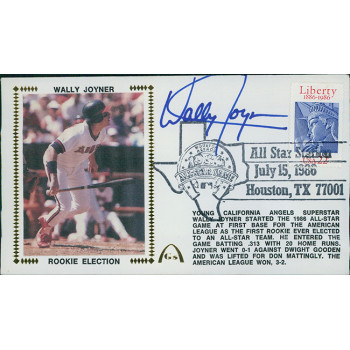 WALLY JOYNER
Wally Joyner
Liberty
1886-1986
USA 22
All Star Station
July 15, 1986
Houston, TX 77001
YOUNG CALIFORNIA ANGELS SUPERSTAR
WALLY JOYNER STARTED THE 1986 ALL-STAR
GAME AT FIRST BASE FOR THE AMERICAN
LEAGUE AS THE FIRST ROOKIE EVER ELECTED
TO AN ALL-STAR TEAM. HE ENTERED THE
GAME BATTING .313 WITH 20 HOME RUNS.
JOYNER WENT 0-1 AGAINST DWIGHT GOODEN
AND WAS LIFTED FOR DON MATTINGLY. THE
AMERICAN LEAGUE WON, 3-2.
ROOKIE ELECTION
Gs